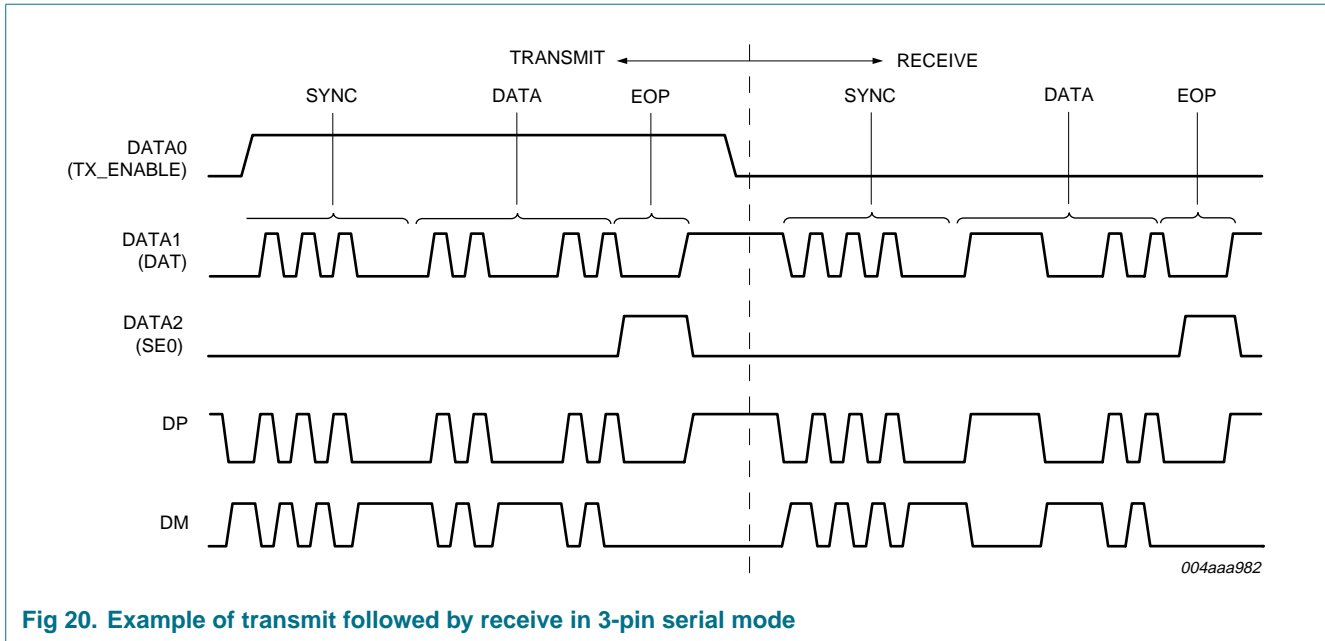 TRANSMIT
RECEIVE
SYNC
DATA
EOP
SYNC
DATA
EOP
DATA0
(TX_ENABLE)
DATA1
(DAT)
DATA2
(SE0)
DP
DM
004aaa982
Fig 20. Example of transmit followed by receive in 3-pin serial mode